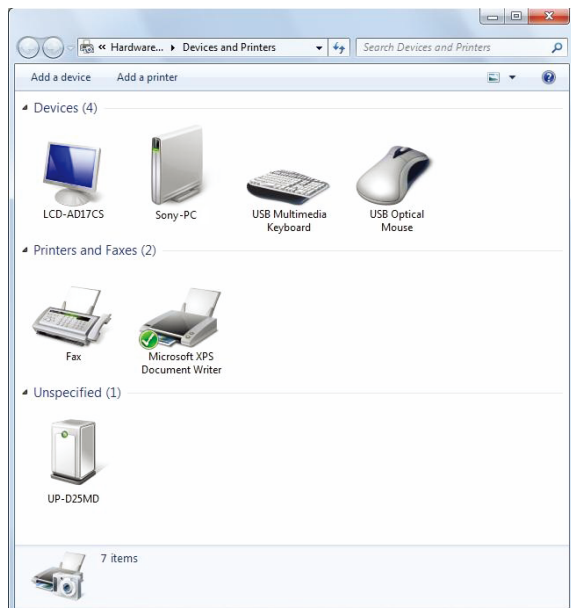 « Hardware... ▸ Devices and Printers
Search Devices and Printers
Add a device Add a printer
Devices (4)
LCD-AD17CS
Sony-PC
USB Multimedia
Keyboard
USB Optical
Mouse
Printers and Faxes (2)
Fax
Microsoft XPS
Document Writer
Unspecified (1)
UP-D25MD
7 items